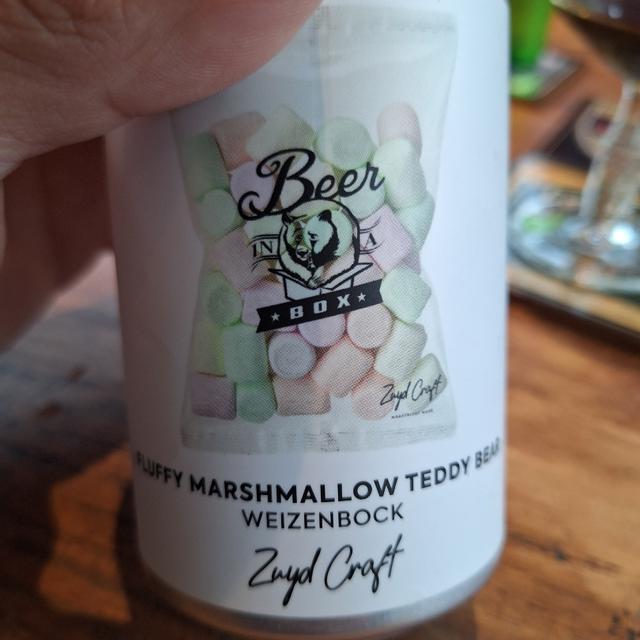 Beer
IN A
BOX
Zuyd Craft
FLUFFY MARSHMALLOW TEDDY BEAR
WEIZENBOCK
Zuyd Craft